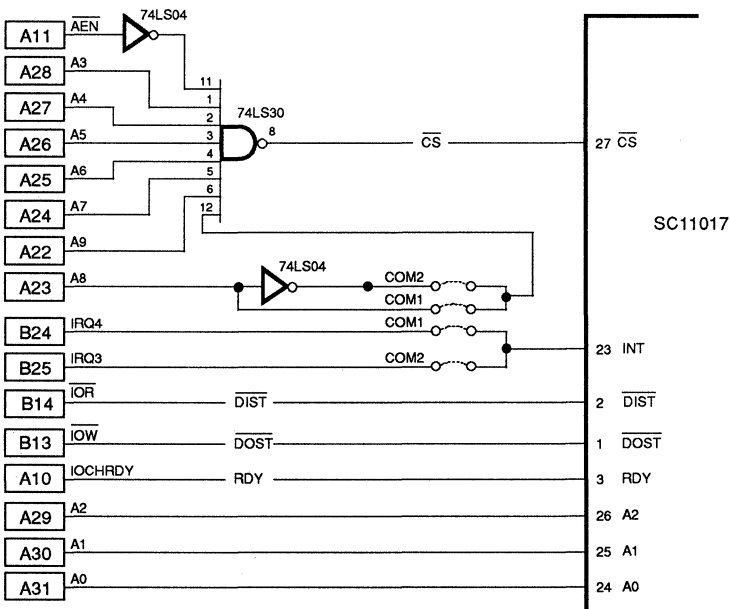 74LS04
A11 AEN
A28 A3
11
A27 A4
1
74LS30
2
A26 A5
3
8
CS
27 CS
A25 A6
4
A24 A7
5
6
A22 A9
12
SC11017
74LS04
A23 A8
COM2
COM1
B24 IRQ4
COM1
23 INT
B25 IRQ3
COM2
B14 IOR
DIST
2 DIST
B13 IOW
DOST
1 DOST
A10 IOCHRDY
RDY
3 RDY
A29 A2
26 A2
A30 A1
25 A1
A31 A0
24 A0